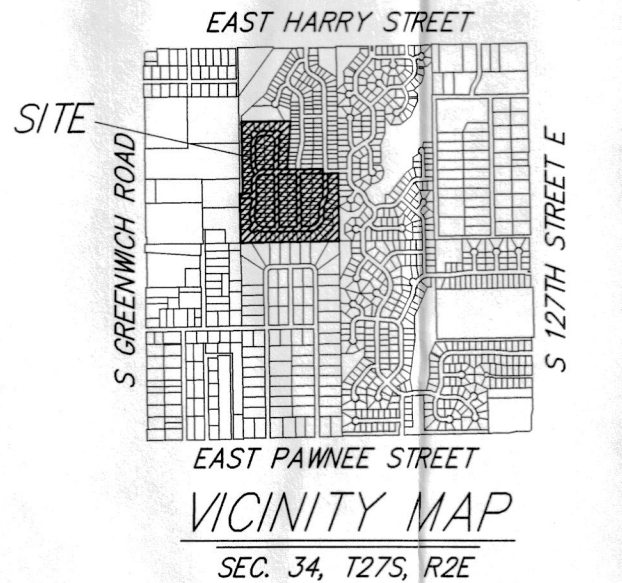 EAST HARRY STREET
SITE
S GREENWICH ROAD
S 127TH STREET E
EAST PAWNEE STREET
VICINITY MAP
SEC. 34, T27S, R2E